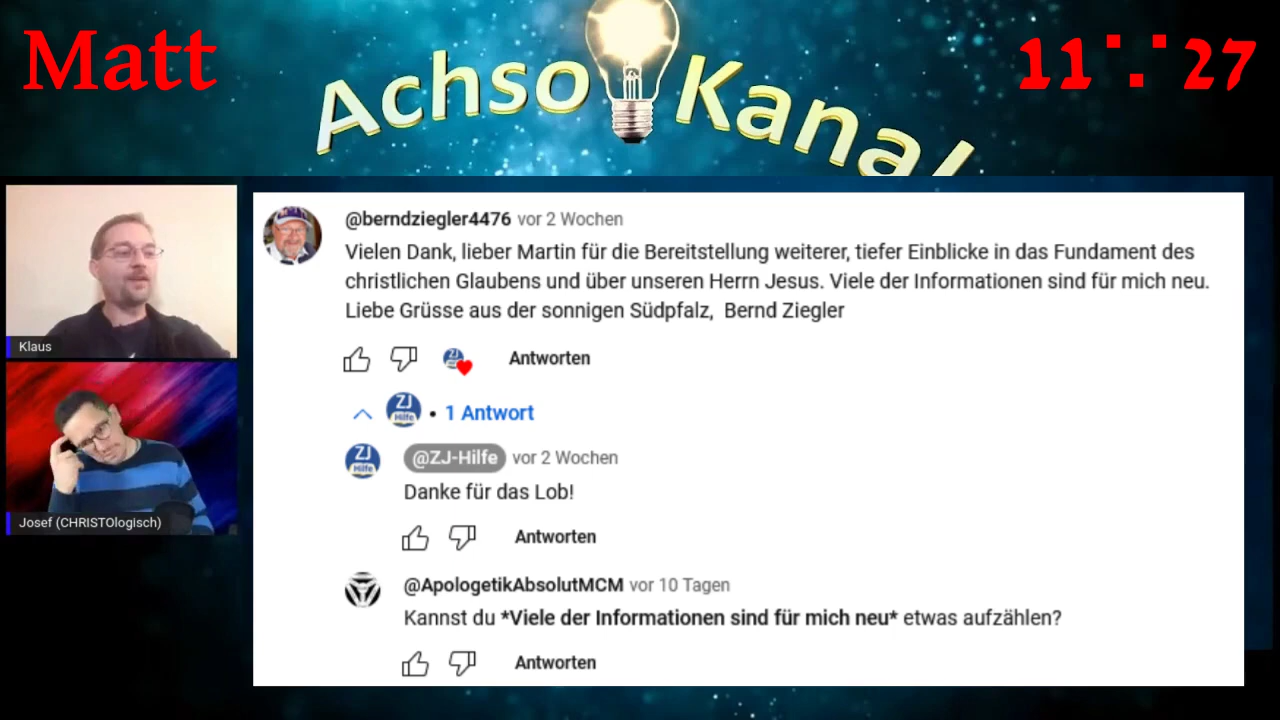 Matt
Achso Kanal
11:27
@berndziegler4476 vor 2 Wochen
Vielen Dank, lieber Martin für die Bereitstellung weiterer, tiefer Einblicke in das Fundament des
christlichen Glaubens und über unseren Herrn Jesus. Viele der Informationen sind für mich neu.
Liebe Grüsse aus der sonnigen Südpfalz, Bernd Ziegler
Antworten
ZJ
Hilfe
• 1 Antwort
ZJ
Hilfe
@ZJ-Hilfe vor 2 Wochen
Danke für das Lob!
Antworten
@ApologetikAbsolutMCM vor 10 Tagen
Kannst du *Viele der Informationen sind für mich neu* etwas aufzählen?
Antworten
Klaus
Josef (CHRISTOlogisch)